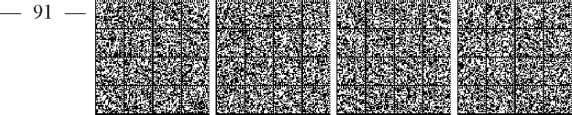 — 91 —